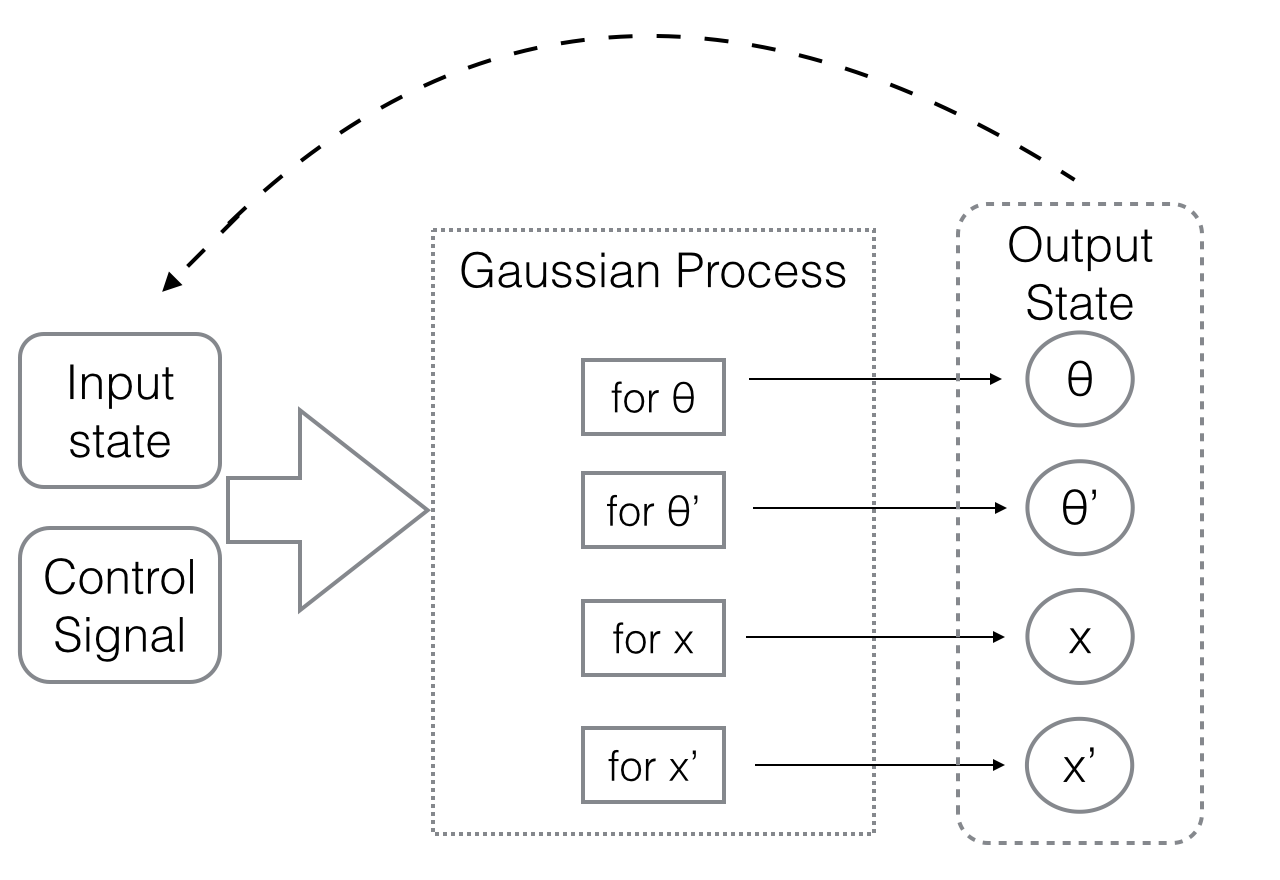 Input
state
Control
Signal
Gaussian Process
for θ
for θ’
for x
for x’
Output
State
θ
θ’
x
x’